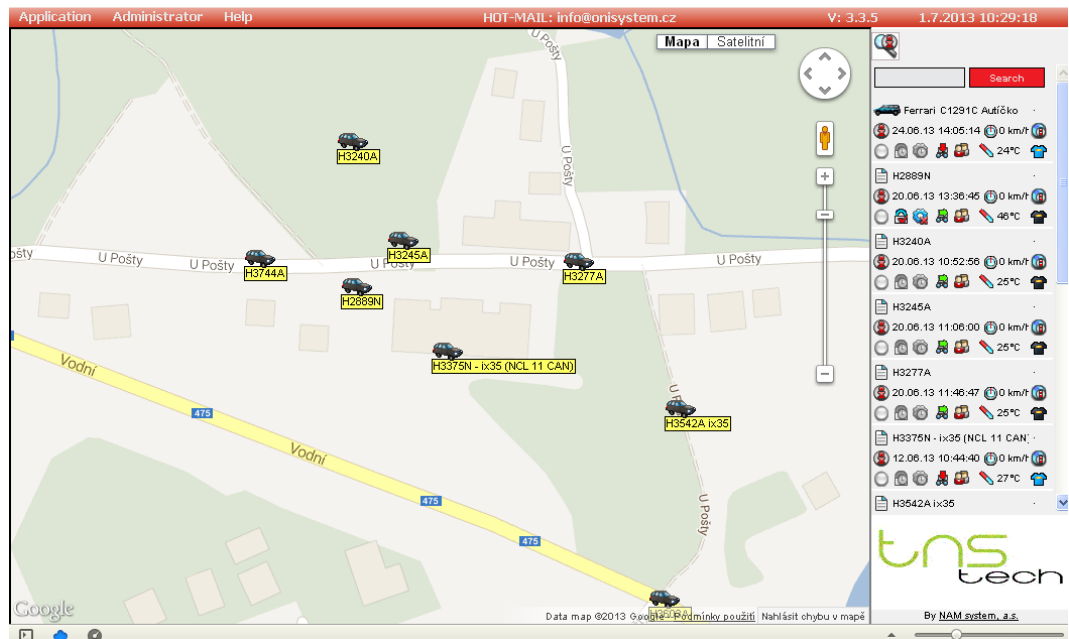 Application Administrator Help HOT-MAIL: info@onisystem.cz V: 3.3.5 1.7.2013 10:29:18
Mapa Satelitní
U Pošty
U Pošty
H3240A
H3245A
pošty U Pošty U Pošty U Pošty U Pošty U Pošty
H3744A
H3277A
H2889N
H3375N - ix35 (NCL 11 CAN)
Vodní
475
U Pošty
H3542A ix35
Vodní
475
U Pošty
475
Google
Data map ©2013 Google - Podmínky použití Nahlásit chybu v mapě
Search
Ferrari C1291C Autíčko
24.06.13 14:05:14 0 km/h
24°C
H2889N
20.06.13 13:36:45 0 km/h
46°C
H3240A
20.06.13 10:52:56 0 km/h
25°C
H3245A
20.06.13 11:06:00 0 km/h
25°C
H3277A
20.06.13 11:46:47 0 km/h
25°C
H3375N - ix35 (NCL 11 CAN)
12.06.13 10:44:40 0 km/h
27°C
H3542A ix35
tns
tech
By NAM system, a.s.